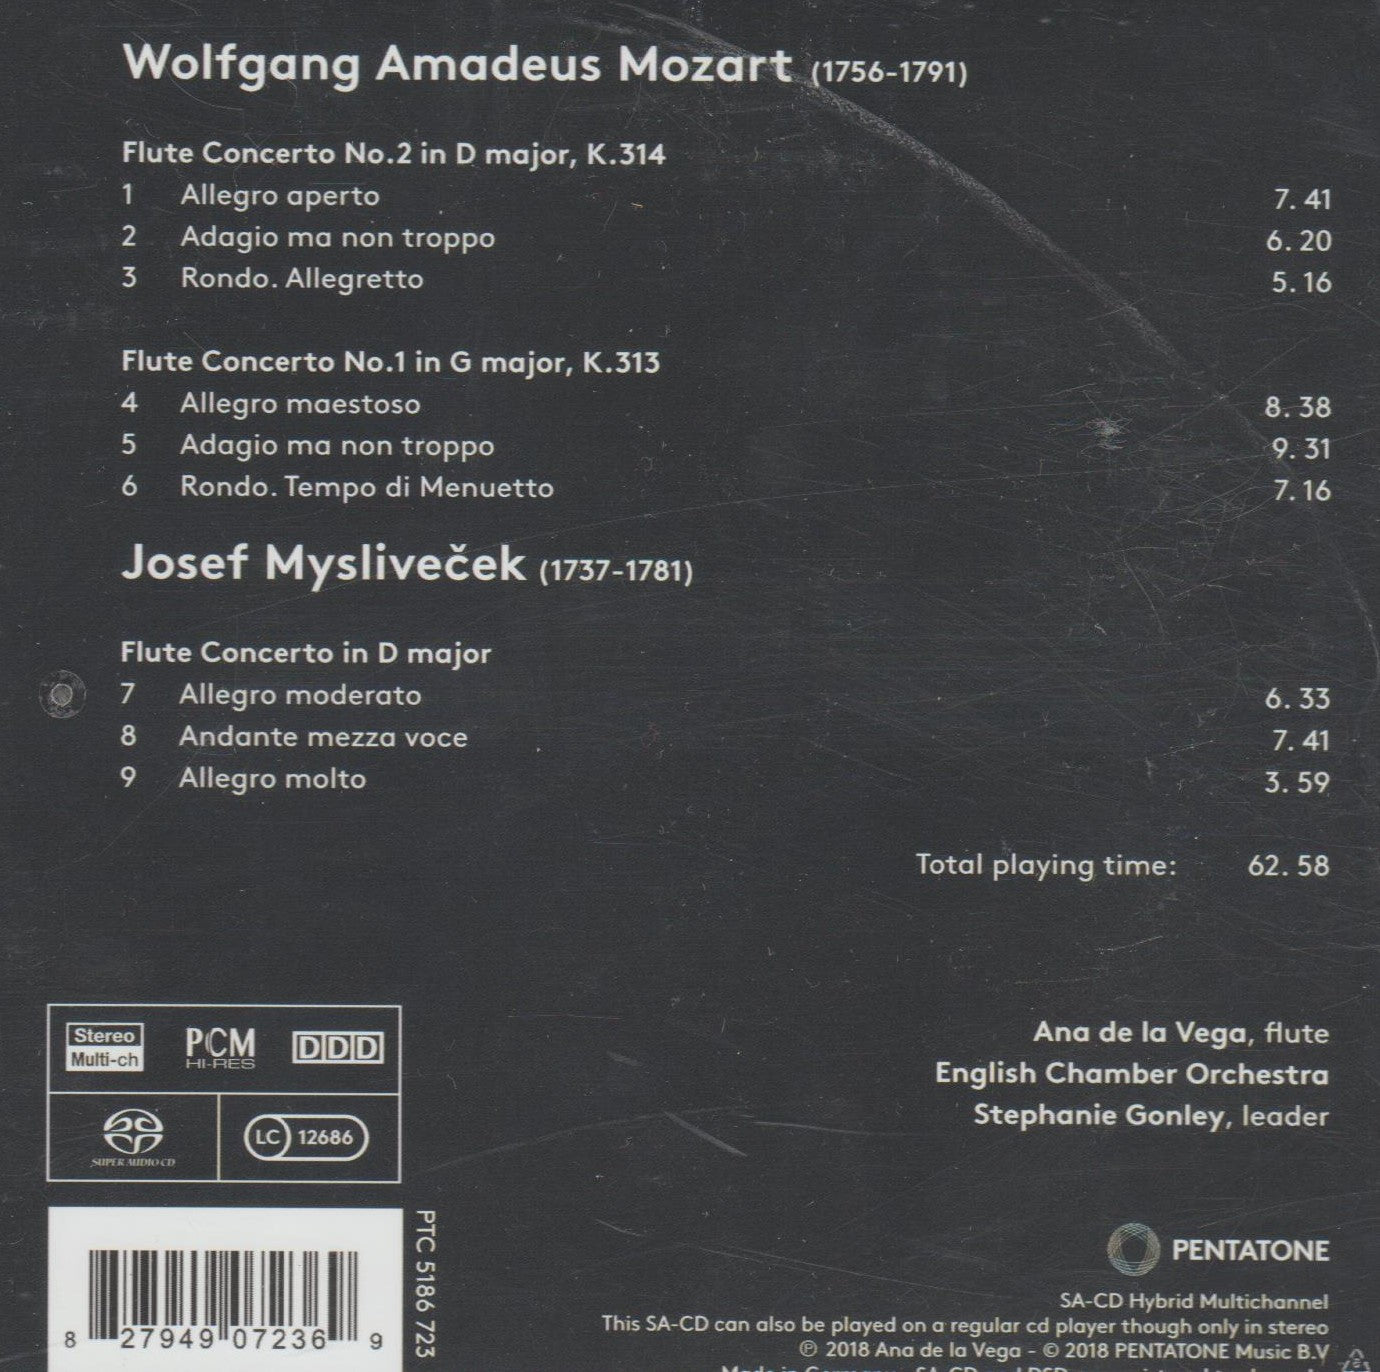 Wolfgang Amadeus Mozart (1756-1791)
Flute Concerto No.2 in D major, K.314
1 Allegro aperto 7. 41
2 Adagio ma non troppo 6. 20
3 Rondo. Allegretto 5. 16
Flute Concerto No.1 in G major, K.313
4 Allegro maestoso 8. 38
5 Adagio ma non troppo 9. 31
6 Rondo. Tempo di Menuetto 7. 16
Josef Mysliveček (1737-1781)
Flute Concerto in D major
7 Allegro moderato 6. 33
8 Andante mezza voce 7. 41
9 Allegro molto 3. 59
Total playing time: 62. 58
Stereo
Multi-ch
PCM
HI-RES
DDD
SUPER AUDIO CD
LC 12686
Ana de la Vega, flute
English Chamber Orchestra
Stephanie Gonley, leader
8 27949 07236 9
PTC 5186 723
PENTATONE
SA-CD Hybrid Multichannel
This SA-CD can also be played on a regular cd player though only in stereo
℗ 2018 Ana de la Vega - © 2018 PENTATONE Music B.V
Made in Germany. SA-CD and DSD